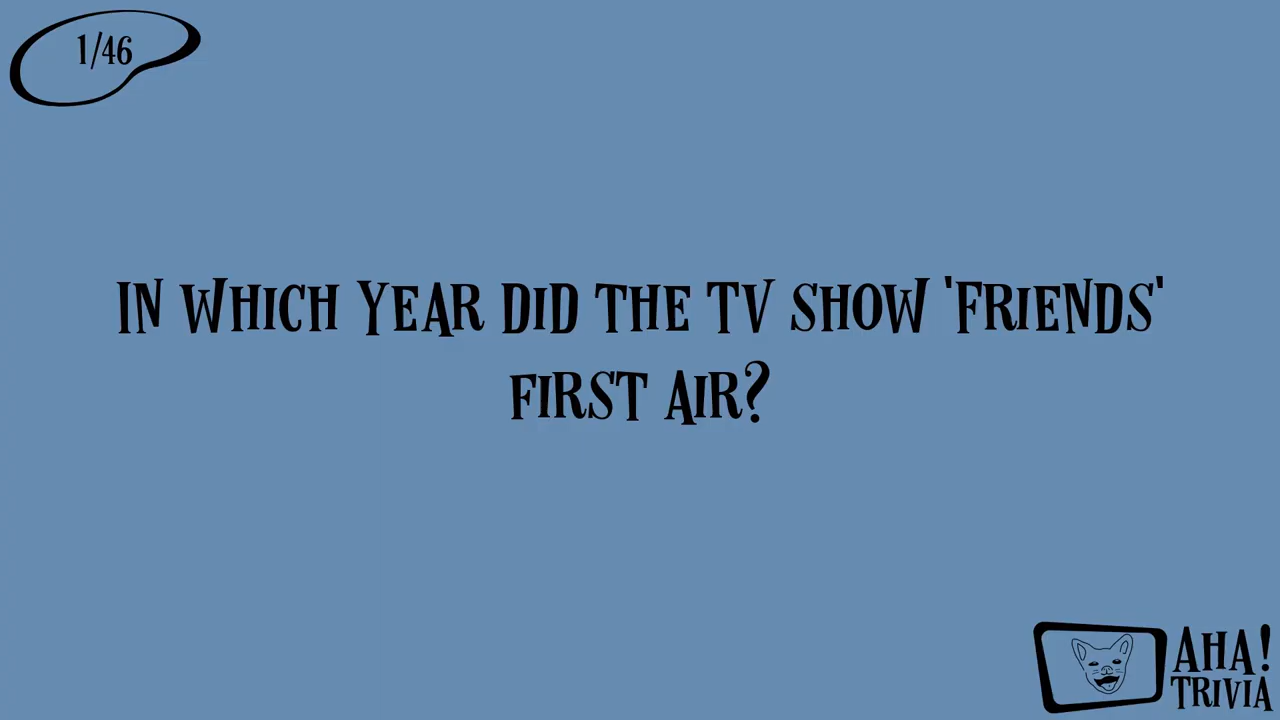 1/46
IN WHICH YEAR DID THE TV SHOW 'FRIENDS'
FIRST AIR?
AHA!
TRIVIA